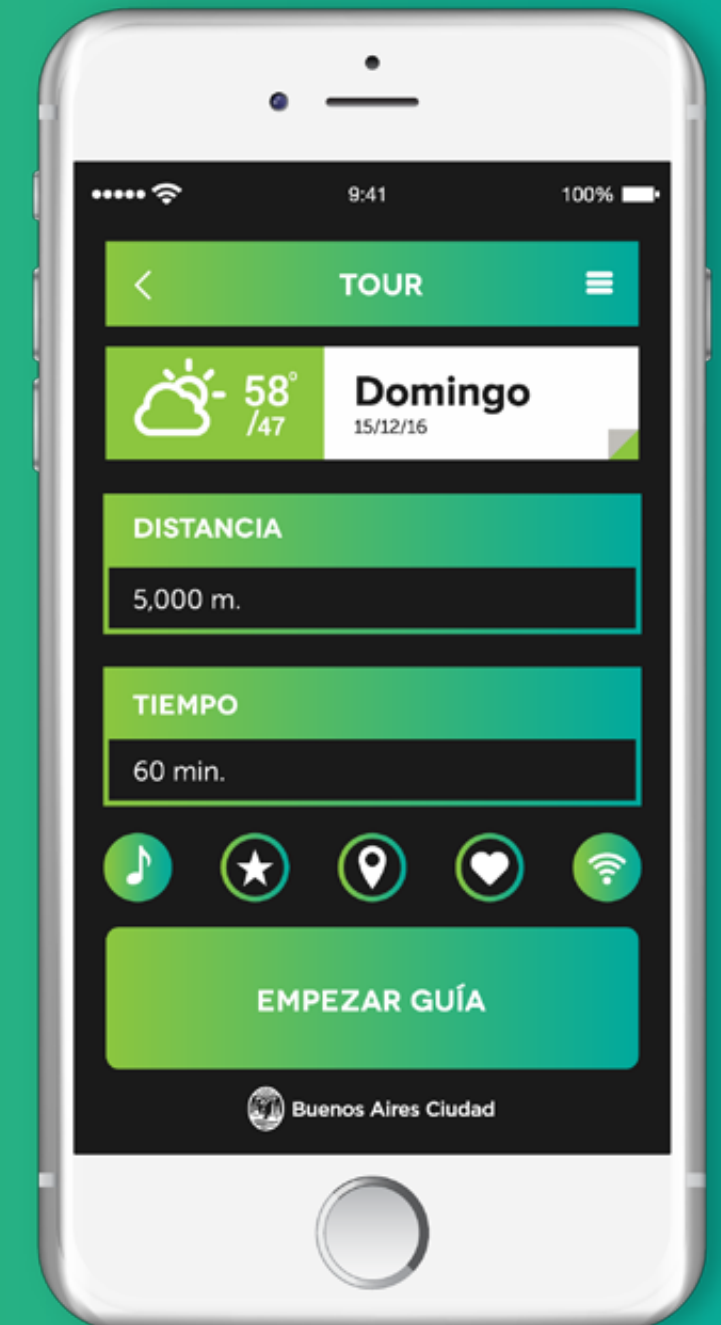 9:41
100%
TOUR
58°
/47
Domingo
15/12/16
DISTANCIA
5,000 m.
TIEMPO
60 min.
EMPEZAR GUÍA
Buenos Aires Ciudad